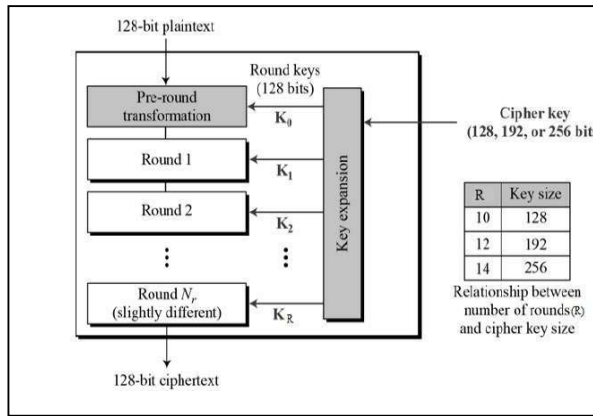 128-bit plaintext
Round keys
(128 bits)
Pre-round
transformation
K0
Cipher key
(128, 192, or 256 bit
Round 1
K1
Round 2
K2
Key expansion
R Key size
10 128
12 192
14 256
Relationship between
number of rounds(R)
and cipher key size
Round Nr
(slightly different)
KR
128-bit ciphertext